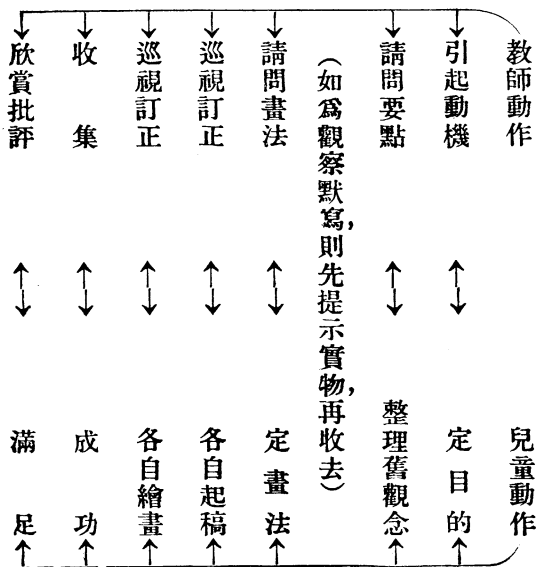 教師動作
兒童動作
引起動機
定目的
請問要點
整理舊觀念
（如爲觀察默寫，則先提示實物，再收去）
請問畫法
定畫法
巡視訂正
各自起稿
巡視訂正
各自繪畫
收集
成功
欣賞批評
滿足